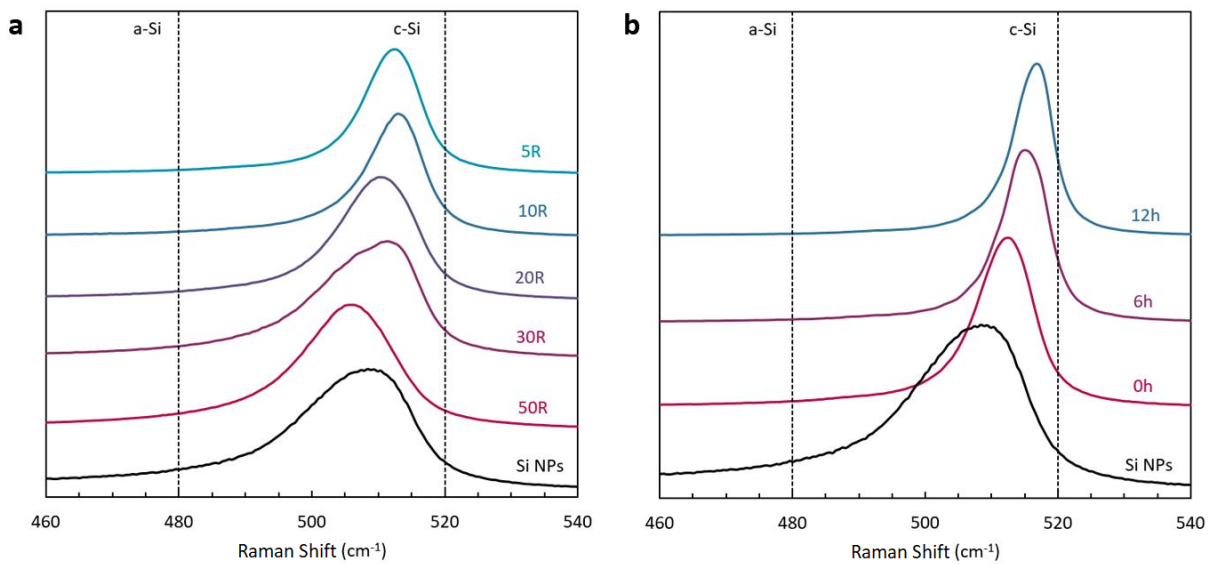 a
a-Si
c-Si
5R
10R
20R
30R
50R
Si NPs
460
480
500
520
540
Raman Shift (cm⁻¹)
b
a-Si
c-Si
12h
6h
0h
Si NPs
460
480
500
520
540
Raman Shift (cm⁻¹)